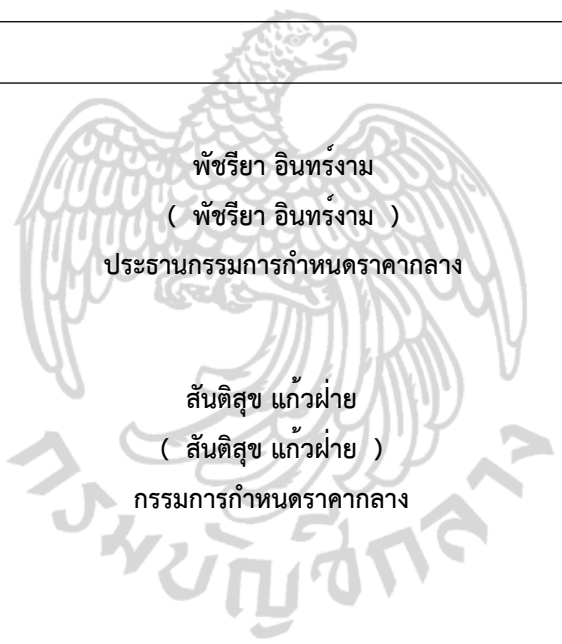 พัชรียา อินทร์งาม
( พัชรียา อินทร์งาม )
ประธานกรรมการกำหนดราคากลาง
สันติสุข แก้วฝ่าย
( สันติสุข แก้วฝ่าย )
กรรมการกำหนดราคากลาง
กรมบัญชีกลาง